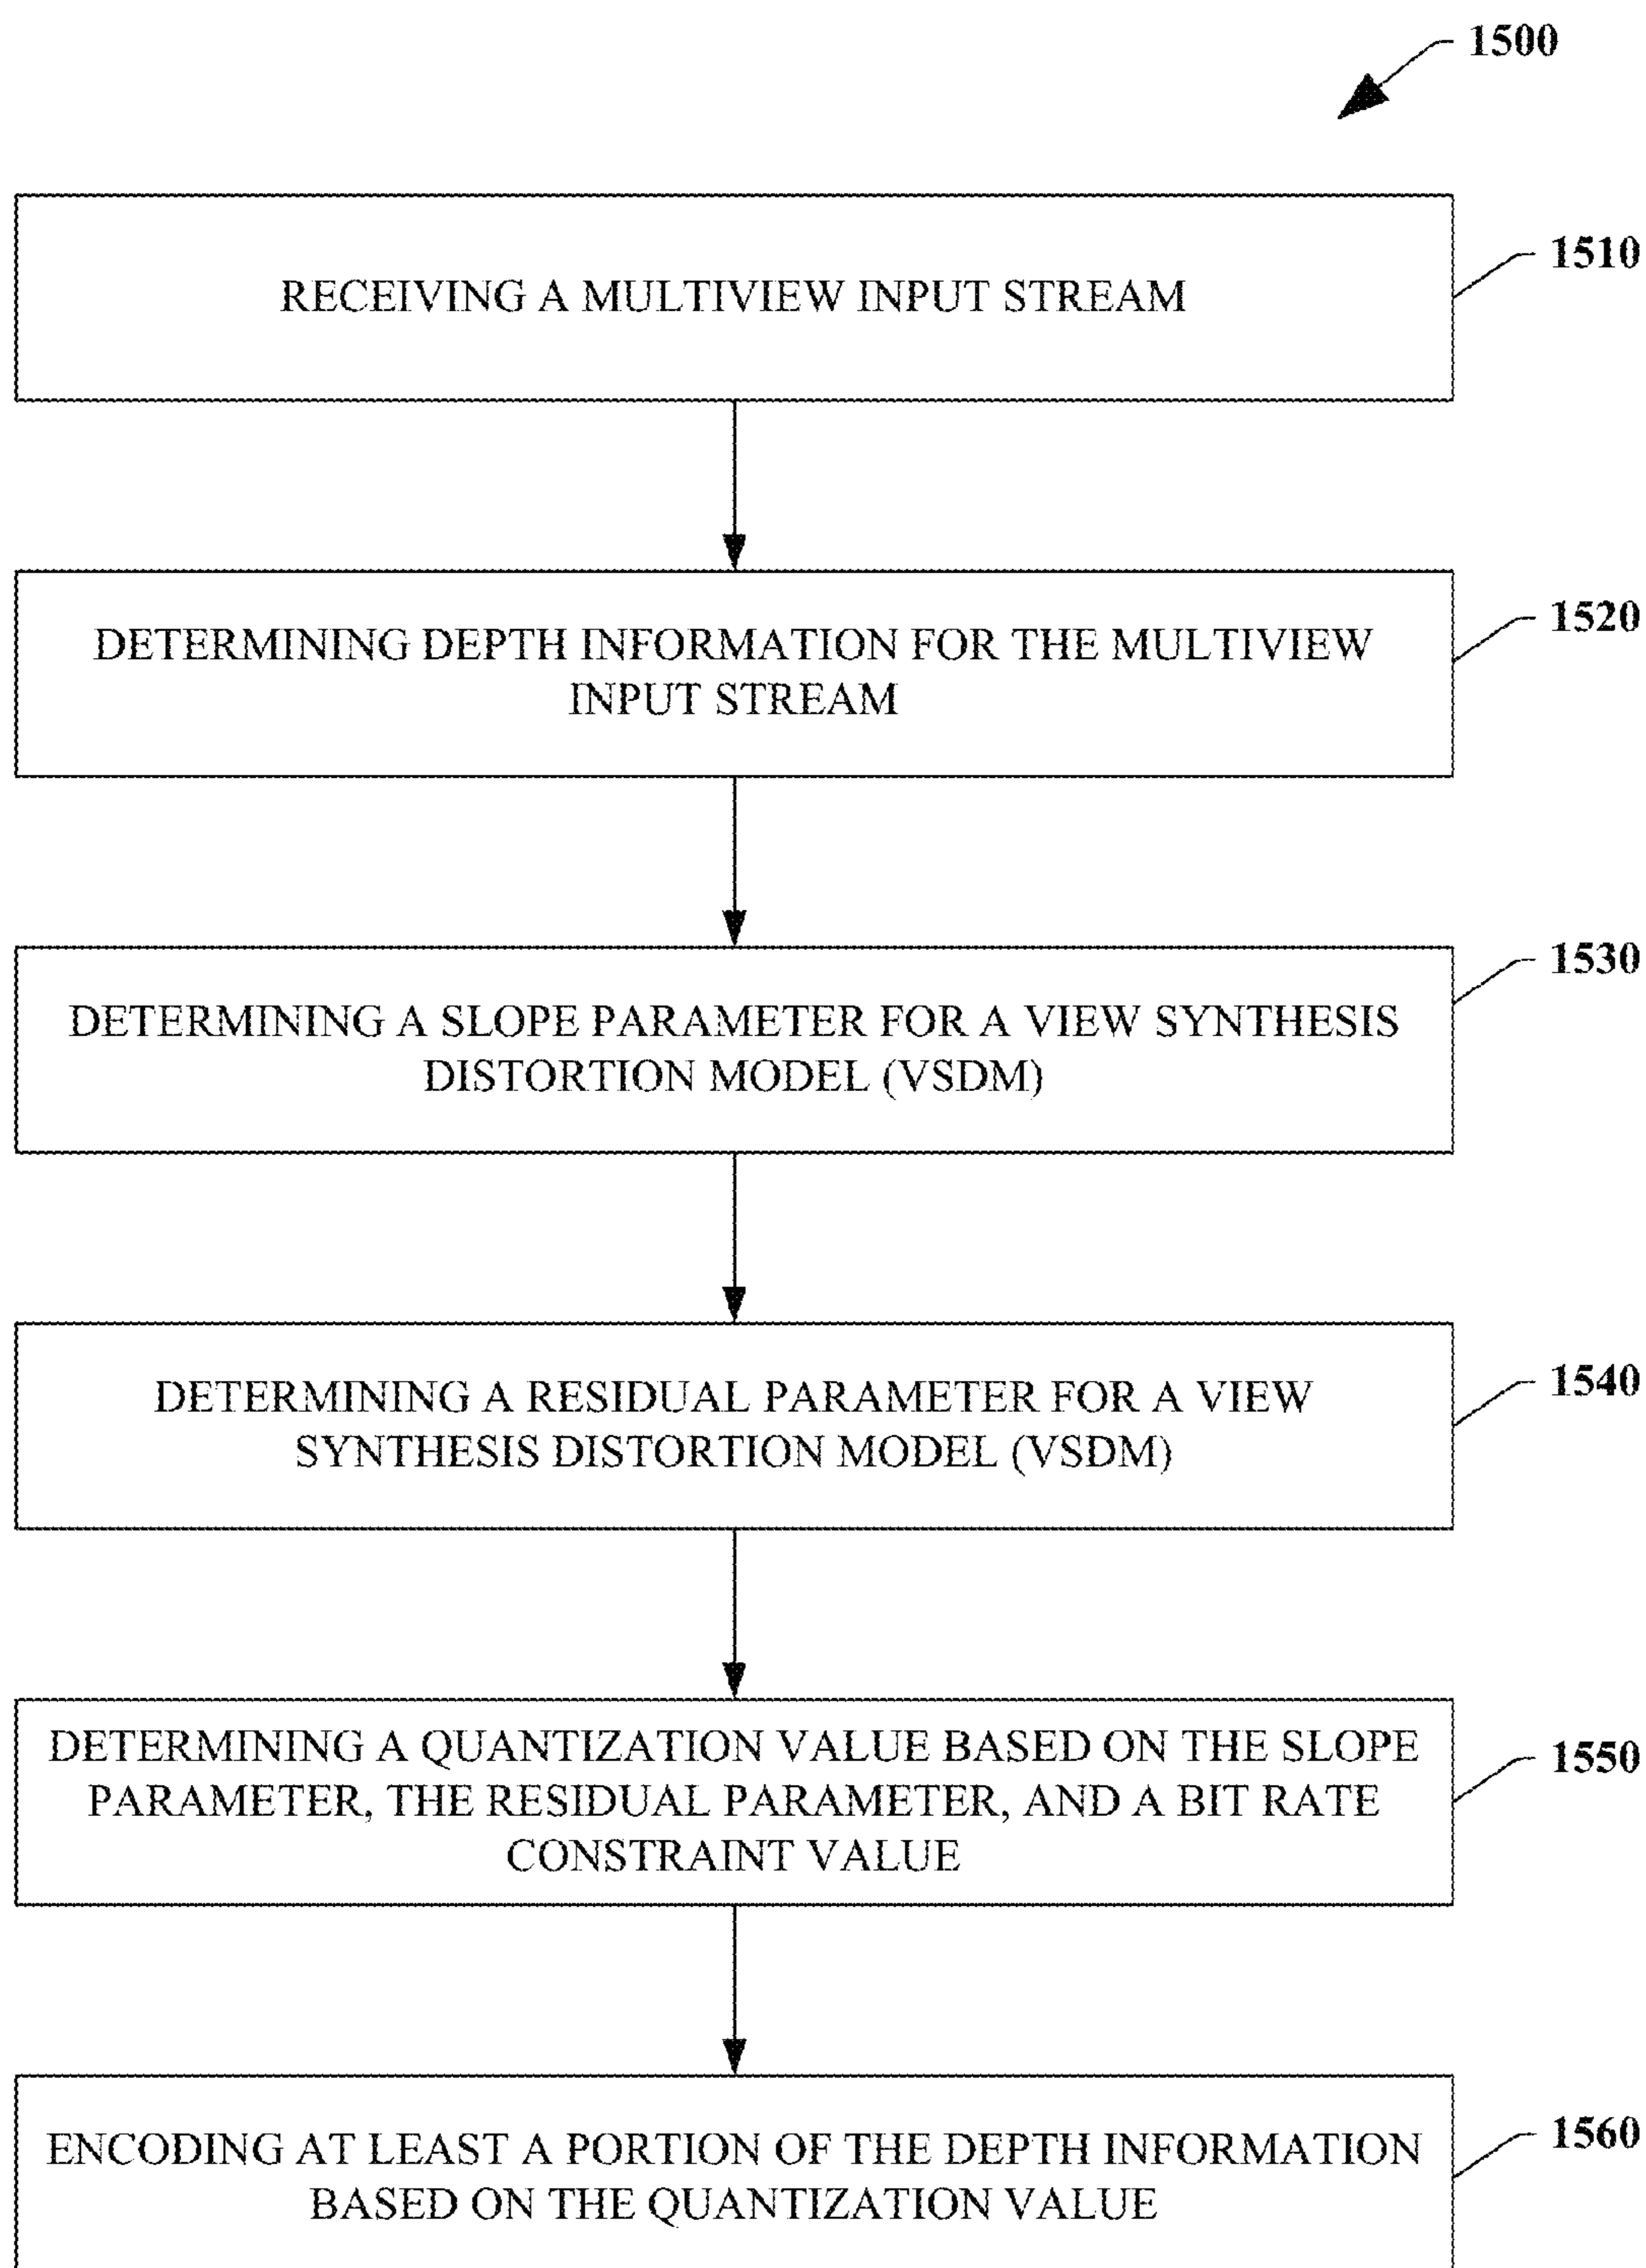 1500
RECEIVING A MULTIVIEW INPUT STREAM
1510
DETERMINING DEPTH INFORMATION FOR THE MULTIVIEW
INPUT STREAM
1520
DETERMINING A SLOPE PARAMETER FOR A VIEW SYNTHESIS
DISTORTION MODEL (VSDM)
1530
DETERMINING A RESIDUAL PARAMETER FOR A VIEW
SYNTHESIS DISTORTION MODEL (VSDM)
1540
DETERMINING A QUANTIZATION VALUE BASED ON THE SLOPE
PARAMETER, THE RESIDUAL PARAMETER, AND A BIT RATE
CONSTRAINT VALUE
1550
ENCODING AT LEAST A PORTION OF THE DEPTH INFORMATION
BASED ON THE QUANTIZATION VALUE
1560